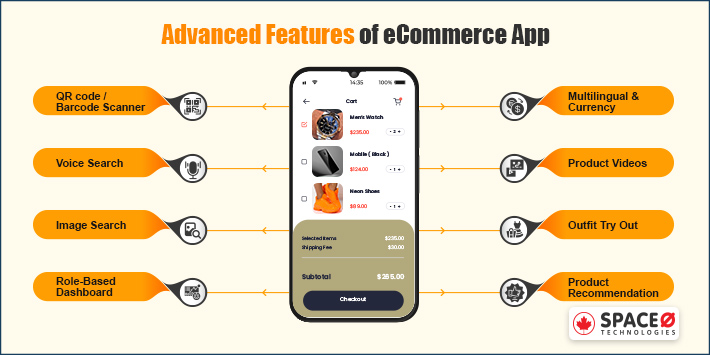 Advanced Features of eCommerce App
QR code /
Barcode Scanner
Voice Search
Image Search
Role-Based
Dashboard
14:35
100%
Cart
Men's Watch
$235.00
- 2 +
Mobile ( Black )
$124.00
- 1 +
Neon Shoes
$99.00
- 1 +
Selected Items
$235.00
Shipping Fee
$30.00
Subtotal
$265.00
Checkout
Multilingual &
Currency
Product Videos
Outfit Try Out
Product
Recommendation
SPACEO
TECHNOLOGIES